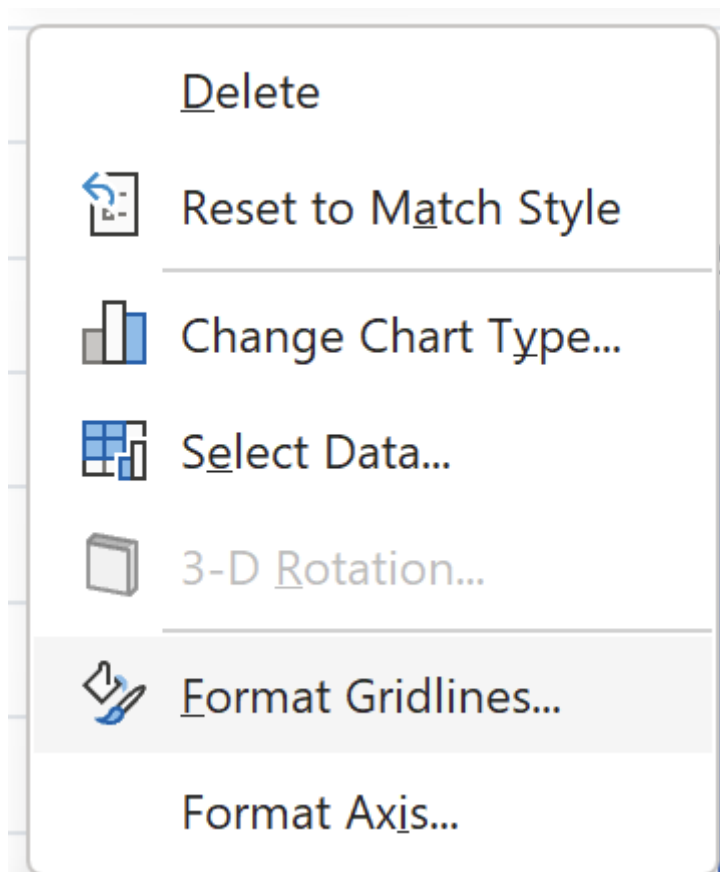 Delete
Reset to Match Style
Change Chart Type...
Select Data...
3-D Rotation...
Format Gridlines...
Format Axis...